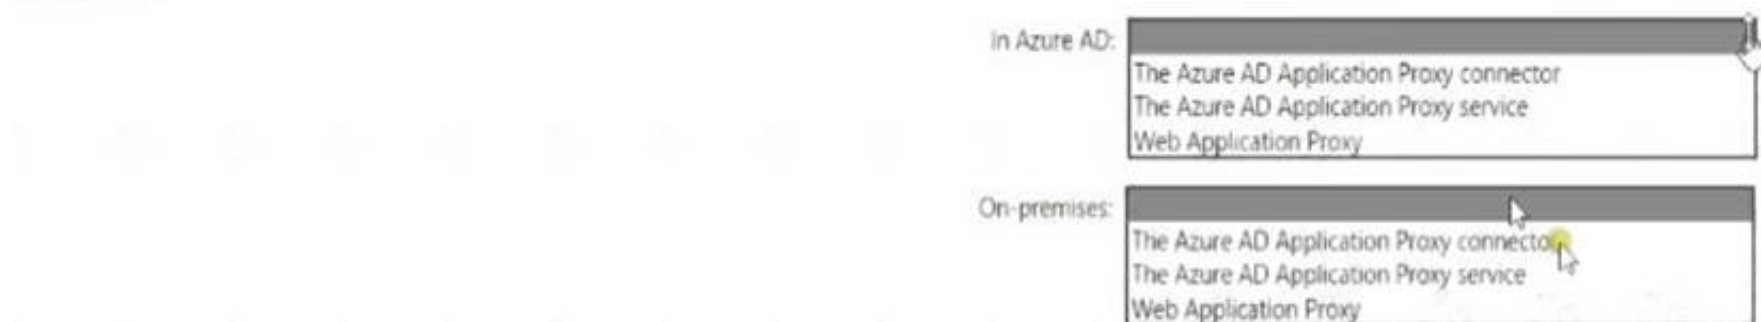 In Azure AD:
The Azure AD Application Proxy connector
The Azure AD Application Proxy service
Web Application Proxy
On-premises:
The Azure AD Application Proxy connector
The Azure AD Application Proxy service
Web Application Proxy